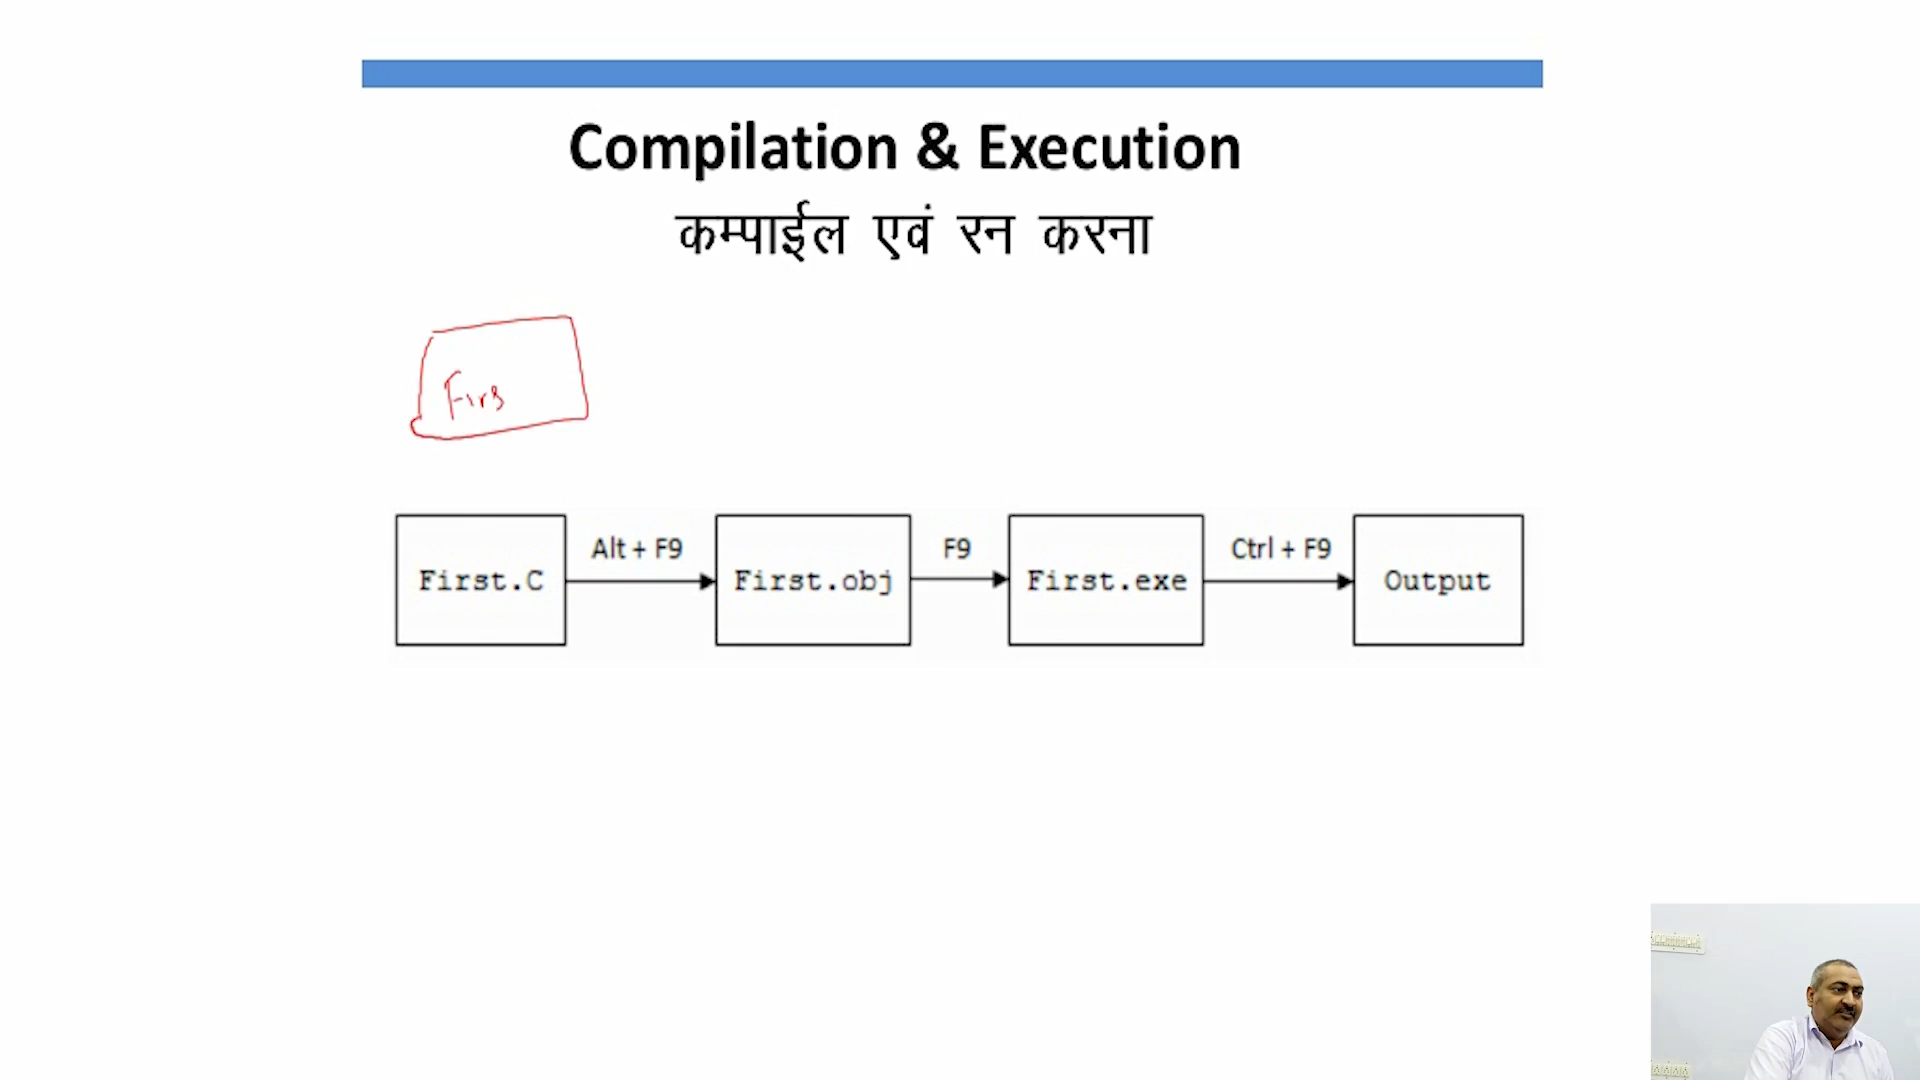 Compilation & Execution
कम्पाईल एवं रन करना
Firs
First.C
Alt + F9
First.obj
F9
First.exe
Ctrl + F9
Output